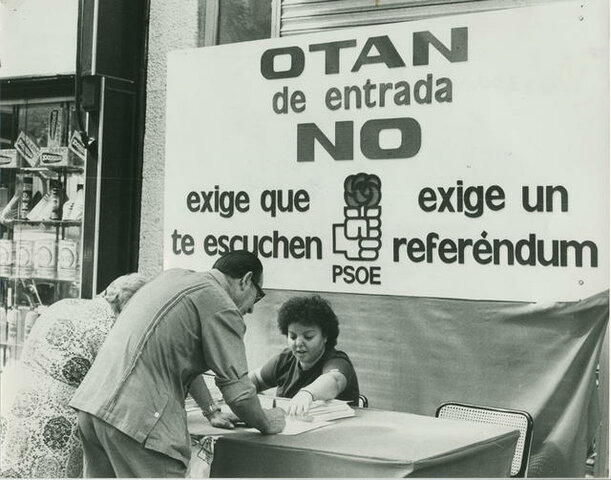 OTAN
de entrada
NO
exige que
te escuchen
PSOE
exige un
referéndum